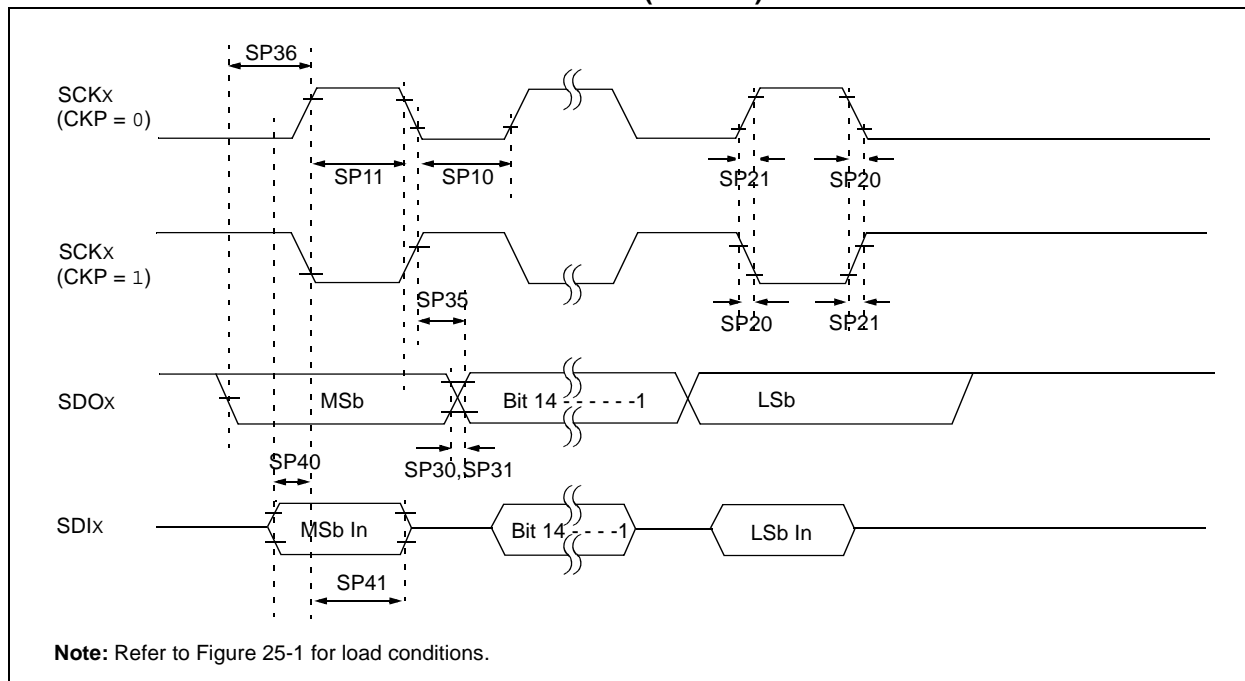 SP36
SCKX
(CKP = 0)
SP11
SP10
SP21
SP20
SCKX
(CKP = 1)
SP35
SP20
SP21
SDOX
MSb
Bit 14 - - - - - -1
LSb
SP40
SP30,SP31
SDIX
MSb In
Bit 14 - - - -1
LSb In
SP41
Note: Refer to Figure 25-1 for load conditions.